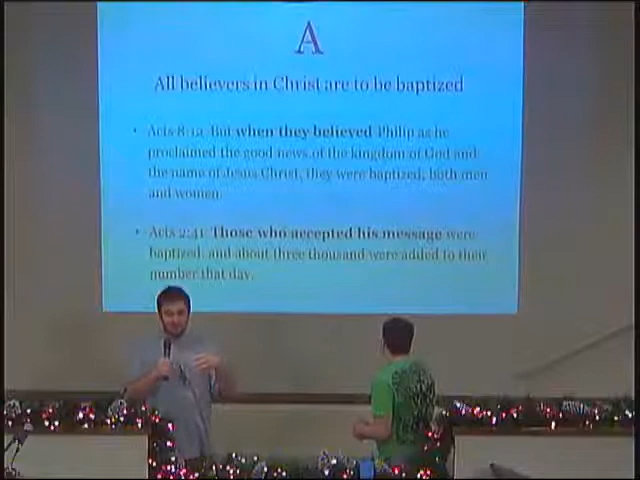 A
All believers in Christ are to be baptized
• Acts 8:12 But when they believed Philip as he
proclaimed the good news of the kingdom of God and
the name of Jesus Christ, they were baptized, both men
and women.
• Acts 2:41 Those who accepted his message were
baptized, and about three thousand were added to their
number that day.